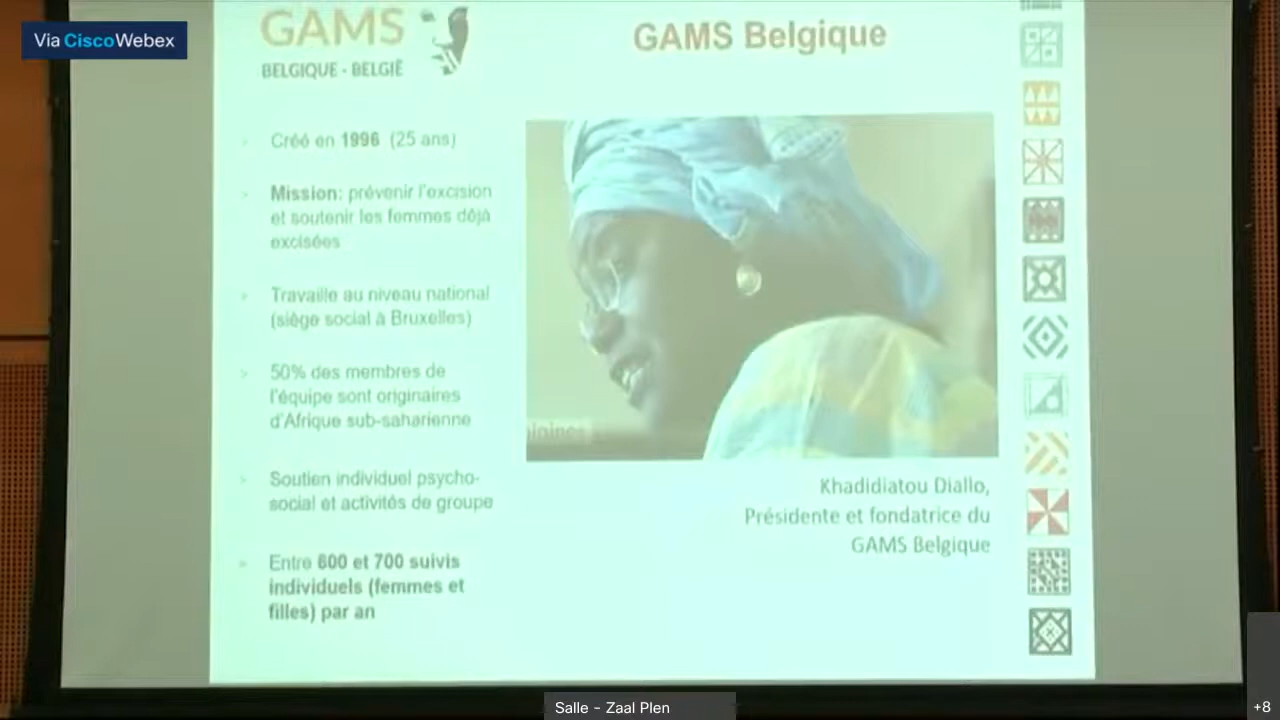 Via CiscoWebex
GAMS
BELGIQUE - BELGIË
GAMS Belgique
Créé en 1996 (25 ans)
Mission: prévenir l'excision
et soutenir les femmes déjà
excisées
Travaille au niveau national
(siège social à Bruxelles)
50% des membres de
l'équipe sont originaires
d'Afrique sub-saharienne
Soutien individuel psycho-
social et activités de groupe
Entre 600 et 700 suivis
individuels (femmes et
filles) par an
Khadidiatou Diallo,
Présidente et fondatrice du
GAMS Belgique
Salle - Zaal Plen
+8